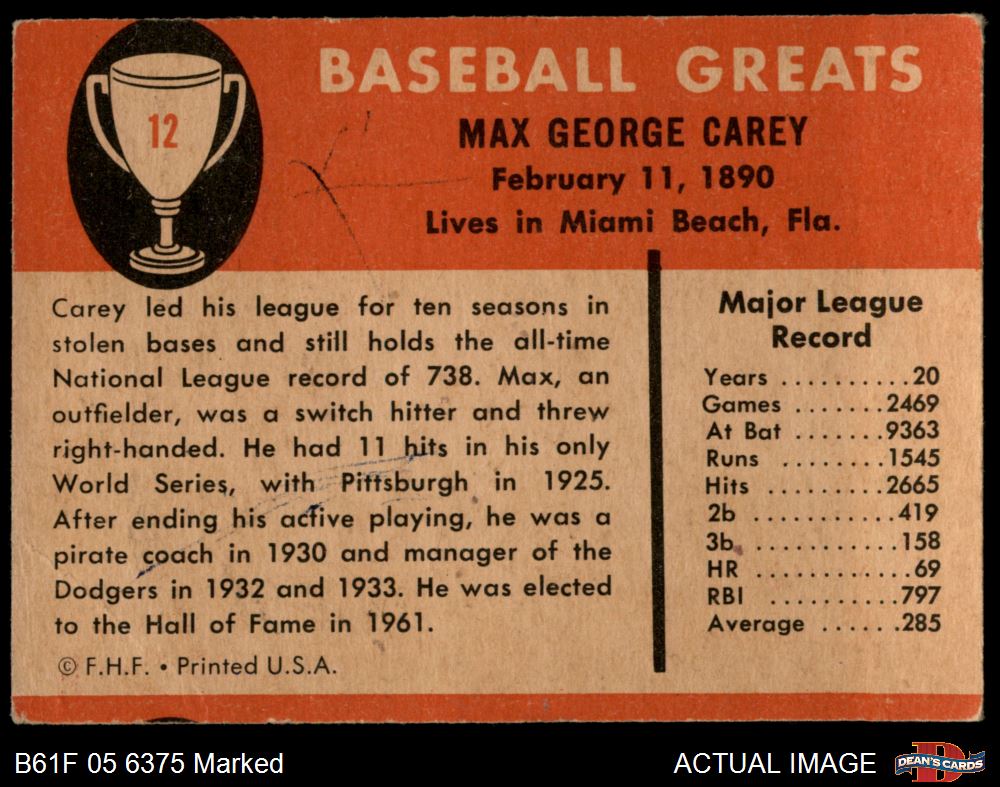 12
BASEBALL GREATS
MAX GEORGE CAREY
February 11, 1890
Lives in Miami Beach, Fla.
Carey led his league for ten seasons in
stolen bases and still holds the all-time
National League record of 738. Max, an
outfielder, was a switch hitter and threw
right-handed. He had 11 hits in his only
World Series, with Pittsburgh in 1925.
After ending his active playing, he was a
pirate coach in 1930 and manager of the
Dodgers in 1932 and 1933. He was elected
to the Hall of Fame in 1961.
© F.H.F. • Printed U.S.A.
Major League
Record
Years ..........20
Games .......2469
At Bat .......9363
Runs ........1545
Hits .........2665
2b ...........419
3b ...........158
HR ............69
RBI ..........797
Average ......285
B61F 05 6375 Marked
ACTUAL IMAGE
D
DEAN'S CARDS